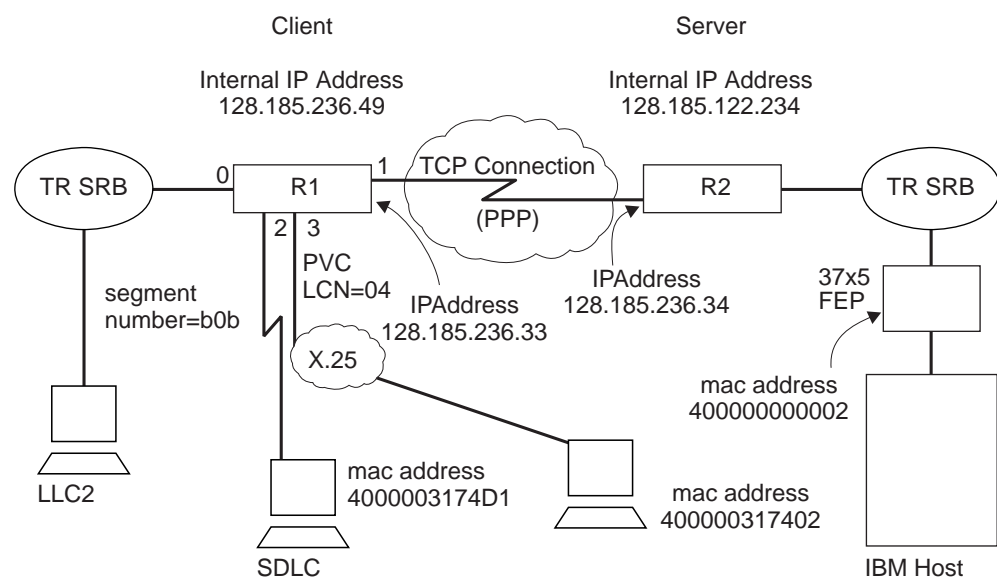 Client
Server
Internal IP Address
128.185.236.49
Internal IP Address
128.185.122.234
TR SRB
0
R1
1
TCP Connection
(PPP)
R2
TR SRB
2
3
PVC
LCN=04
segment
number=b0b
IPAddress
128.185.236.33
IPAddress
128.185.236.34
37x5
FEP
X.25
mac address
400000000002
LLC2
mac address
4000003174D1
SDLC
mac address
400000317402
IBM Host